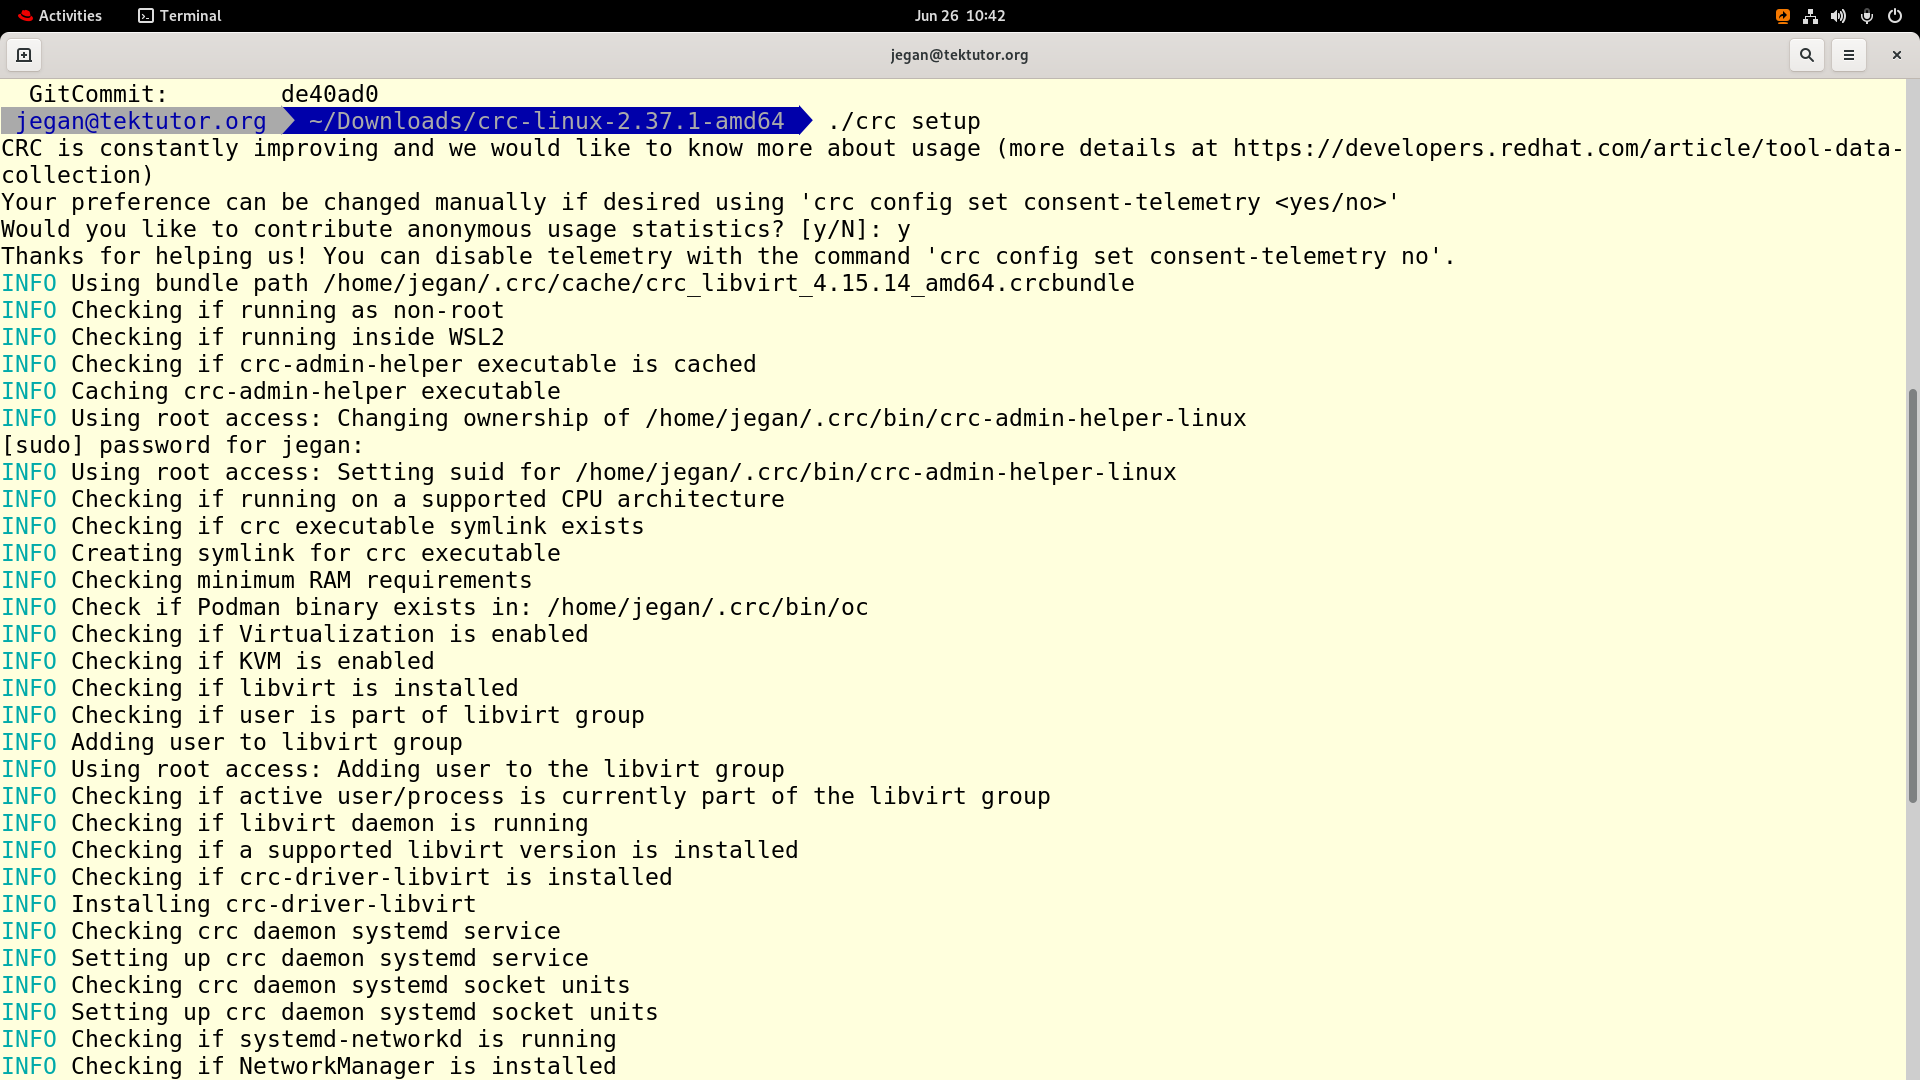 Activities
Terminal
Jun 26 10:42
jegan@tektutor.org
GitCommit: de40ad0
jegan@tektutor.org ~/Downloads/crc-linux-2.37.1-amd64 ./crc setup
CRC is constantly improving and we would like to know more about usage (more details at https://developers.redhat.com/article/tool-data-
collection)
Your preference can be changed manually if desired using 'crc config set consent-telemetry <yes/no>'
Would you like to contribute anonymous usage statistics? [y/N]: y
Thanks for helping us! You can disable telemetry with the command 'crc config set consent-telemetry no'.
INFO Using bundle path /home/jegan/.crc/cache/crc_libvirt_4.15.14_amd64.crcbundle
INFO Checking if running as non-root
INFO Checking if running inside WSL2
INFO Checking if crc-admin-helper executable is cached
INFO Caching crc-admin-helper executable
INFO Using root access: Changing ownership of /home/jegan/.crc/bin/crc-admin-helper-linux
[sudo] password for jegan:
INFO Using root access: Setting suid for /home/jegan/.crc/bin/crc-admin-helper-linux
INFO Checking if running on a supported CPU architecture
INFO Checking if crc executable symlink exists
INFO Creating symlink for crc executable
INFO Checking minimum RAM requirements
INFO Check if Podman binary exists in: /home/jegan/.crc/bin/oc
INFO Checking if Virtualization is enabled
INFO Checking if KVM is enabled
INFO Checking if libvirt is installed
INFO Checking if user is part of libvirt group
INFO Adding user to libvirt group
INFO Using root access: Adding user to the libvirt group
INFO Checking if active user/process is currently part of the libvirt group
INFO Checking if libvirt daemon is running
INFO Checking if a supported libvirt version is installed
INFO Checking if crc-driver-libvirt is installed
INFO Installing crc-driver-libvirt
INFO Checking crc daemon systemd service
INFO Setting up crc daemon systemd service
INFO Checking crc daemon systemd socket units
INFO Setting up crc daemon systemd socket units
INFO Checking if systemd-networkd is running
INFO Checking if NetworkManager is installed